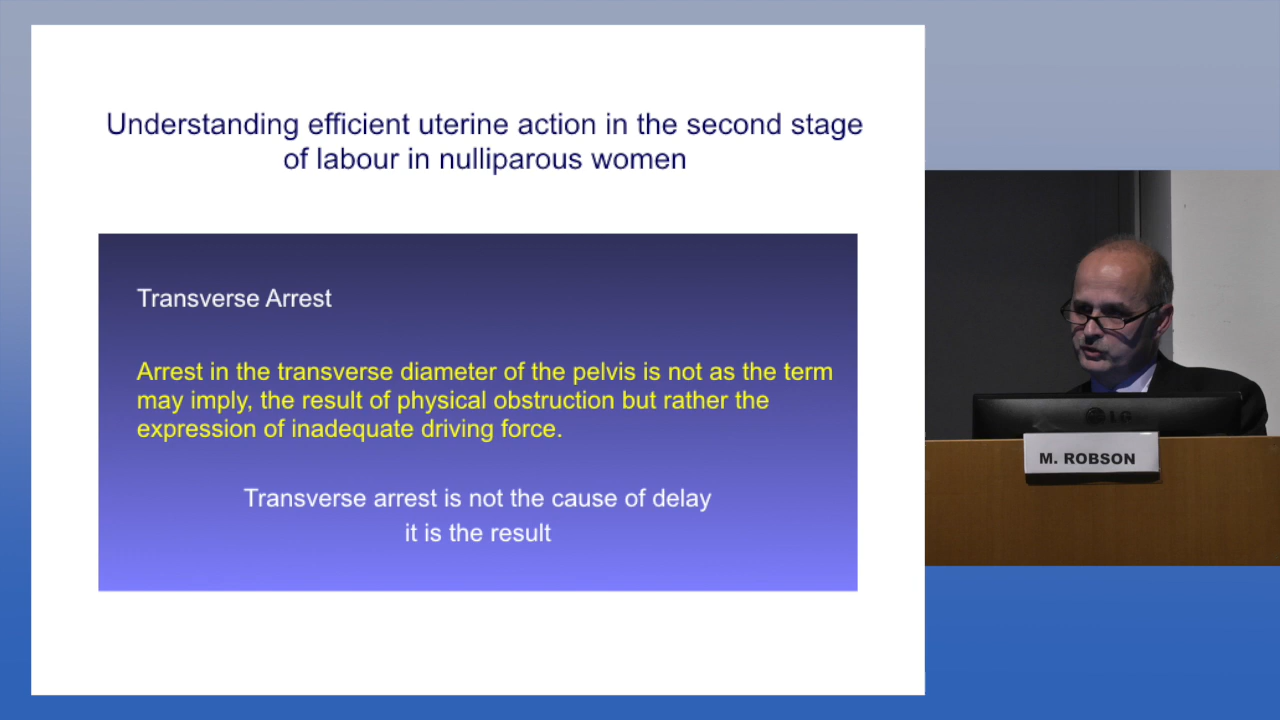 Understanding efficient uterine action in the second stage
of labour in nulliparous women
Transverse Arrest
Arrest in the transverse diameter of the pelvis is not as the term
may imply, the result of physical obstruction but rather the
expression of inadequate driving force.
Transverse arrest is not the cause of delay
it is the result
LG
M. ROBSON